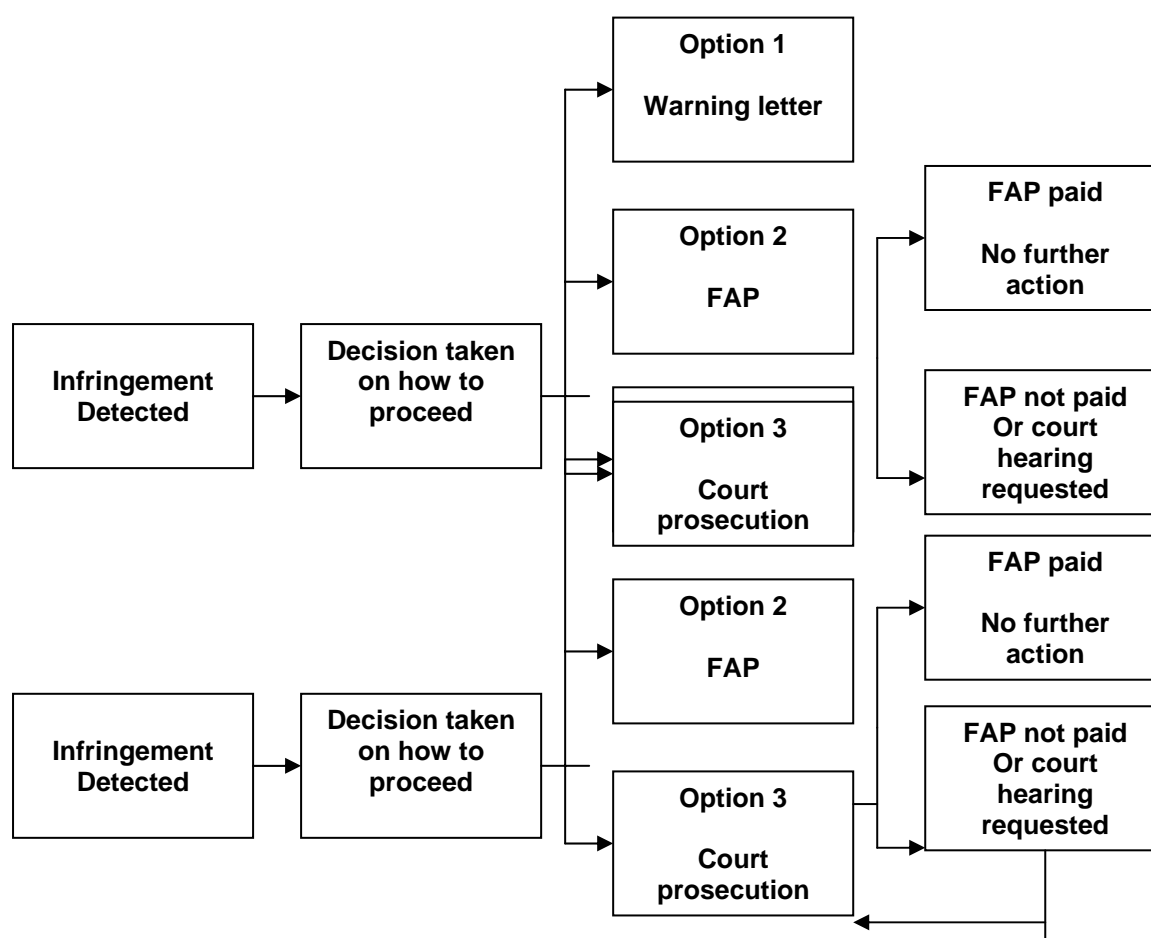 Option 1
Warning letter
Option 2
FAP
FAP paid
No further
action
Infringement
Detected
Decision taken
on how to
proceed
Option 3
Court
prosecution
FAP not paid
Or court
hearing
requested
Option 2
FAP
FAP paid
No further
action
Infringement
Detected
Decision taken
on how to
proceed
Option 3
Court
prosecution
FAP not paid
Or court
hearing
requested